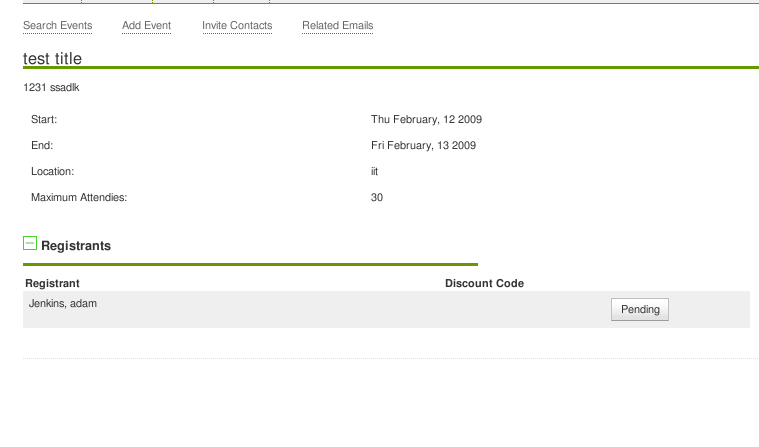 Search Events Add Event Invite Contacts Related Emails
test title
1231 ssadlk
Start: Thu February, 12 2009
End: Fri February, 13 2009
Location: iit
Maximum Attendies: 30
Registrants
Registrant Discount Code
Jenkins, adam Pending